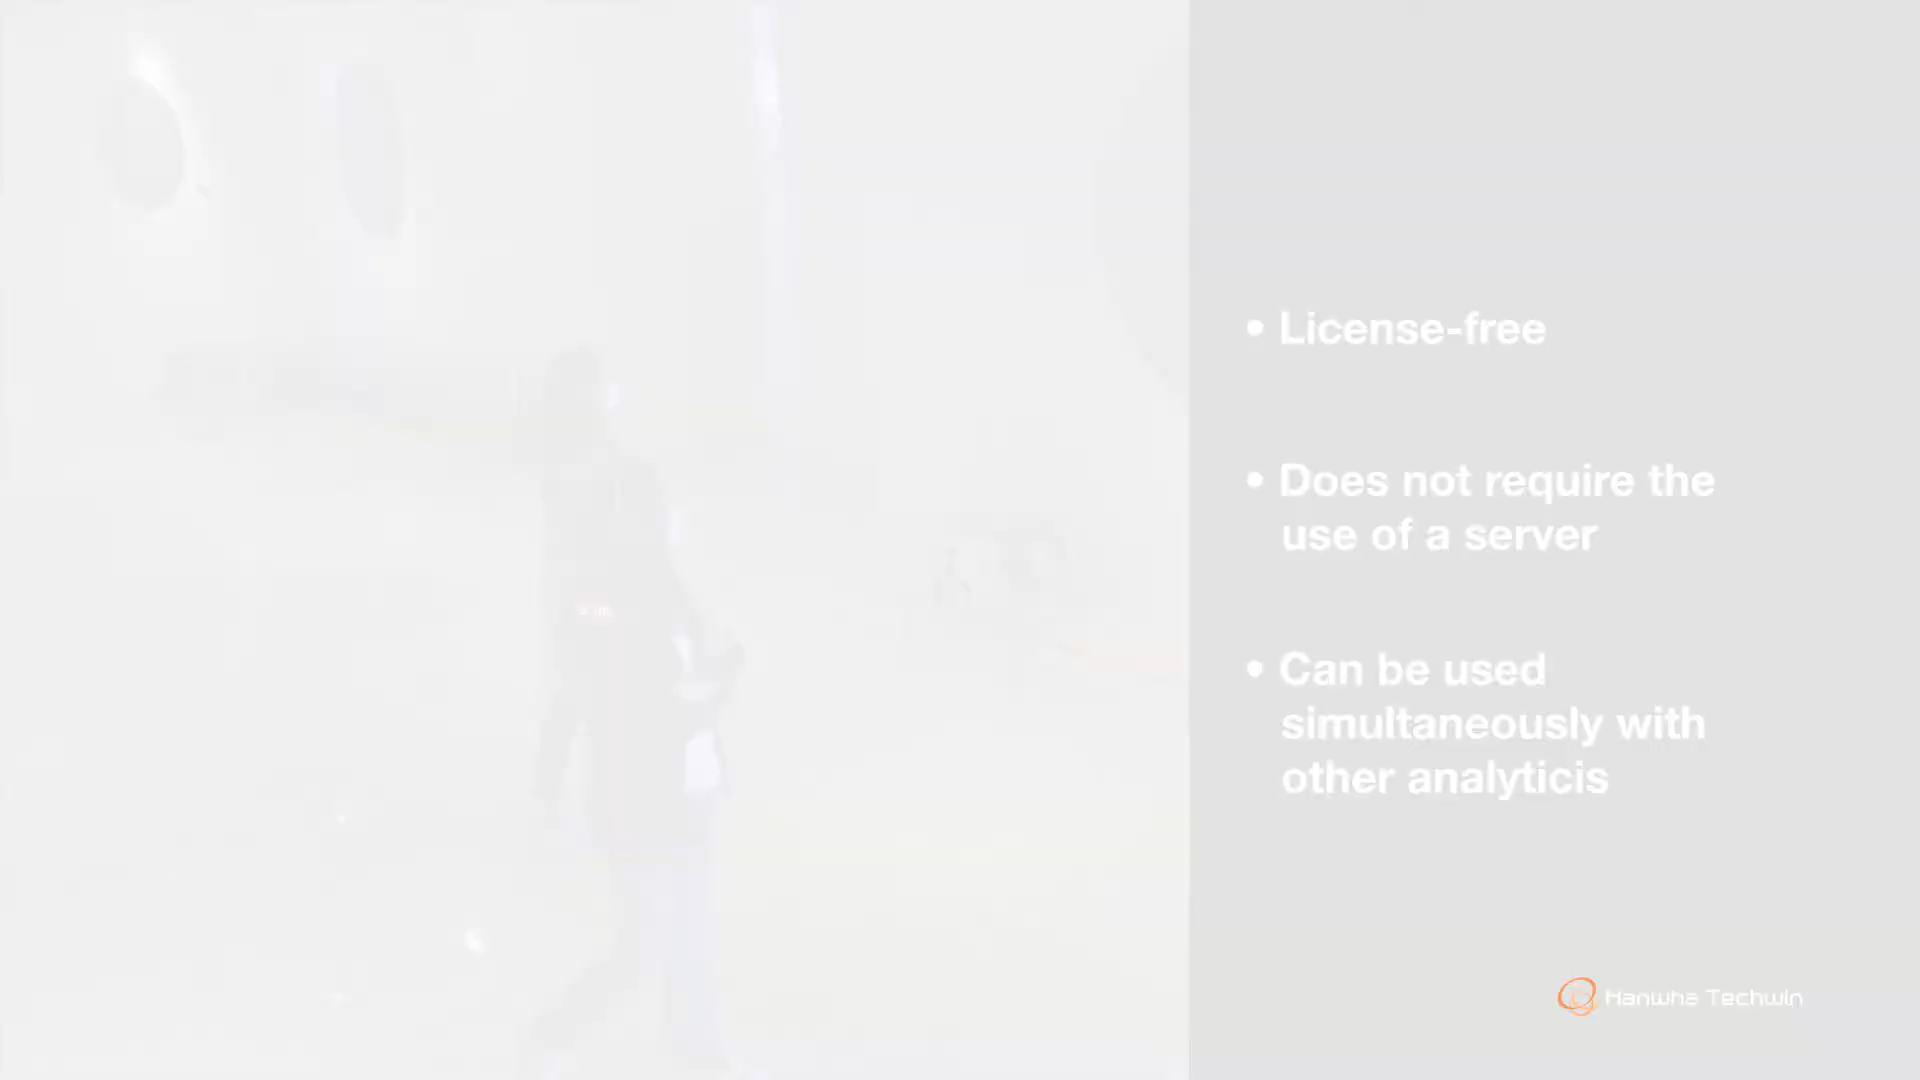 • License-free
• Does not require the
use of a server
• Can be used
simultaneously with
other analyticis
Hanwha Techwin